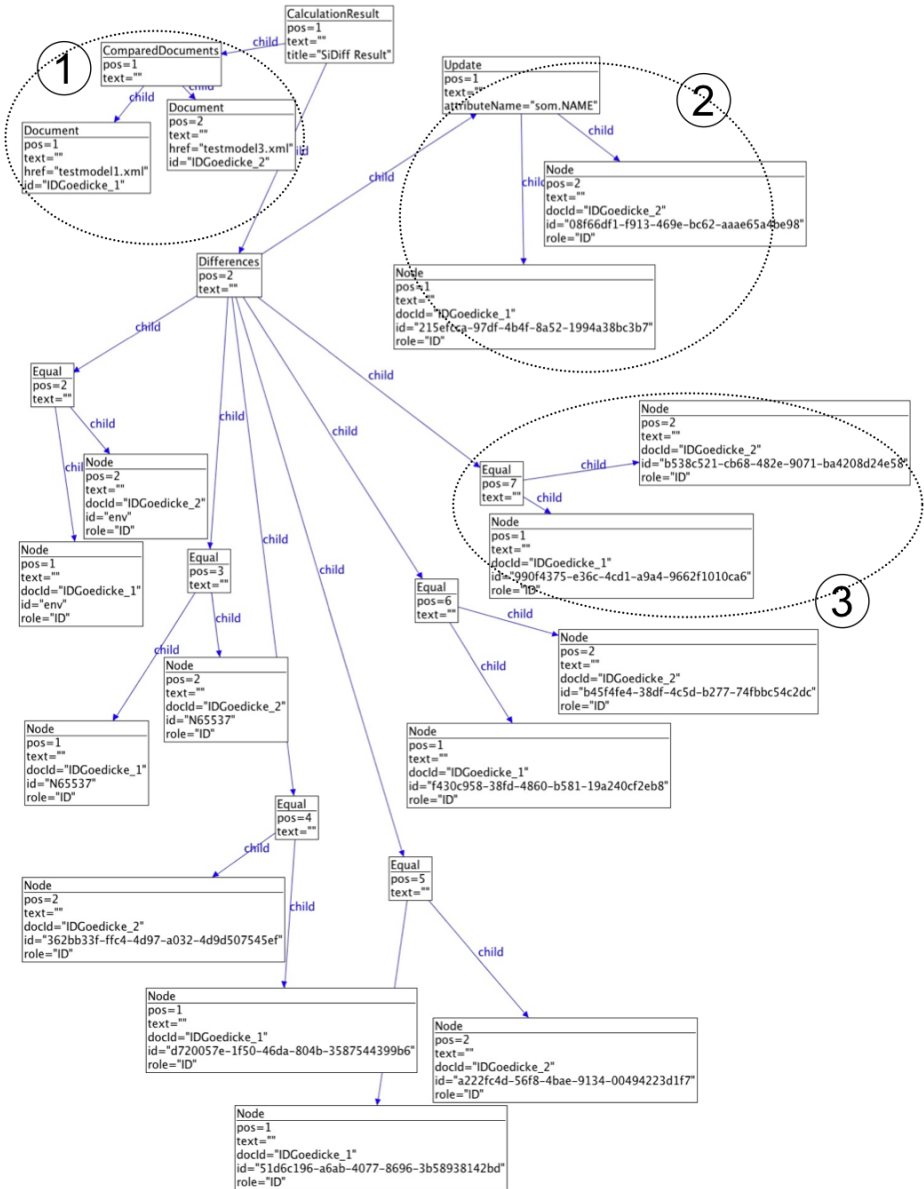 CalculationResult
pos=1
text=""
title="SiDiff Result"
child
1
ComparedDocuments
pos=1
text=""
child
child
Document
pos=1
text=""
href="testmodel1.xml"
id="IDGoedicke_1"
Document
pos=2
text=""
href="testmodel3.xml"
id="IDGoedicke_2"
child
Update
pos=1
text=""
attributeName="som.NAME"
2
child
child
child
Node
pos=2
text=""
docId="IDGoedicke_2"
id="08f66df1-f913-469e-bc62-aaae65a4be98"
role="ID"
Node
pos=1
text=""
docId="IDGoedicke_1"
id="215efcca-97df-4b4f-8a52-1994a38bc3b7"
role="ID"
Differences
pos=2
text=""
child
child
child
child
child
child
Equal
pos=2
text=""
child
child
Node
pos=2
text=""
docId="IDGoedicke_2"
id="env"
role="ID"
Node
pos=1
text=""
docId="IDGoedicke_1"
id="env"
role="ID"
Equal
pos=7
text=""
child
child
Node
pos=2
text=""
docId="IDGoedicke_2"
id="b538c521-cb68-482e-9071-ba4208d24e58"
role="ID"
Node
pos=1
text=""
docId="IDGoedicke_1"
id="990f4375-e36c-4cd1-a9a4-9662f1010ca6"
role="ID"
3
Equal
pos=3
text=""
child
Node
pos=2
text=""
docId="IDGoedicke_2"
id="N65537"
role="ID"
Node
pos=1
text=""
docId="IDGoedicke_1"
id="N65537"
role="ID"
Equal
pos=6
text=""
child
child
Node
pos=2
text=""
docId="IDGoedicke_2"
id="b45f4fe4-38df-4c5d-b277-74fbbc54c2dc"
role="ID"
Node
pos=1
text=""
docId="IDGoedicke_1"
id="f430c958-38fd-4860-b581-19a240cf2eb8"
role="ID"
Equal
pos=4
text=""
child
child
Node
pos=2
text=""
docId="IDGoedicke_2"
id="362bb33f-ffc4-4d97-a032-4d9d507545ef"
role="ID"
Node
pos=1
text=""
docId="IDGoedicke_1"
id="d720057e-1f50-46da-804b-3587544399b6"
role="ID"
Equal
pos=5
text=""
child
child
Node
pos=2
text=""
docId="IDGoedicke_2"
id="a222fc4d-56f8-4bae-9134-00494223d1f7"
role="ID"
Node
pos=1
text=""
docId="IDGoedicke_1"
id="51d6c196-a6ab-4077-8696-3b58938142bd"
role="ID"